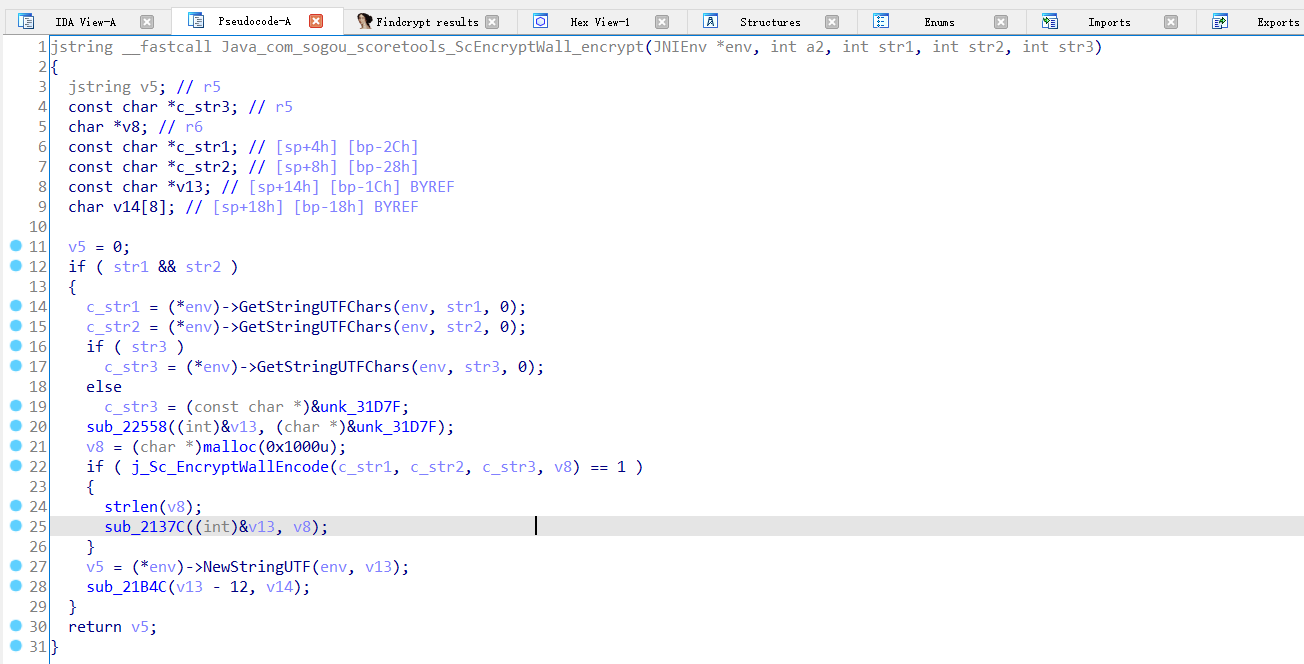 IDA View-A Pseudocode-A Findcrypt results Hex View-1 Structures Enums Imports Exports
1 jstring __fastcall Java_com_sogou_scoretools_ScEncryptWall_encrypt(JNIEnv *env, int a2, int str1, int str2, int str3)
2 {
3 jstring v5; // r5
4 const char *c_str3; // r5
5 char *v8; // r6
6 const char *c_str1; // [sp+4h] [bp-2Ch]
7 const char *c_str2; // [sp+8h] [bp-28h]
8 const char *v13; // [sp+14h] [bp-1Ch] BYREF
9 char v14[8]; // [sp+18h] [bp-18h] BYREF
10
11 v5 = 0;
12 if ( str1 && str2 )
13 {
14 c_str1 = (*env)->GetStringUTFChars(env, str1, 0);
15 c_str2 = (*env)->GetStringUTFChars(env, str2, 0);
16 if ( str3 )
17 c_str3 = (*env)->GetStringUTFChars(env, str3, 0);
18 else
19 c_str3 = (const char *)&unk_31D7F;
20 sub_22558((int)&v13, (char *)&unk_31D7F);
21 v8 = (char *)malloc(0x1000u);
22 if ( j_Sc_EncryptWallEncode(c_str1, c_str2, c_str3, v8) == 1 )
23 {
24 strlen(v8);
25 sub_2137C((int)&v13, v8);
26 }
27 v5 = (*env)->NewStringUTF(env, v13);
28 sub_21B4C(v13 - 12, v14);
29 }
30 return v5;
31 }